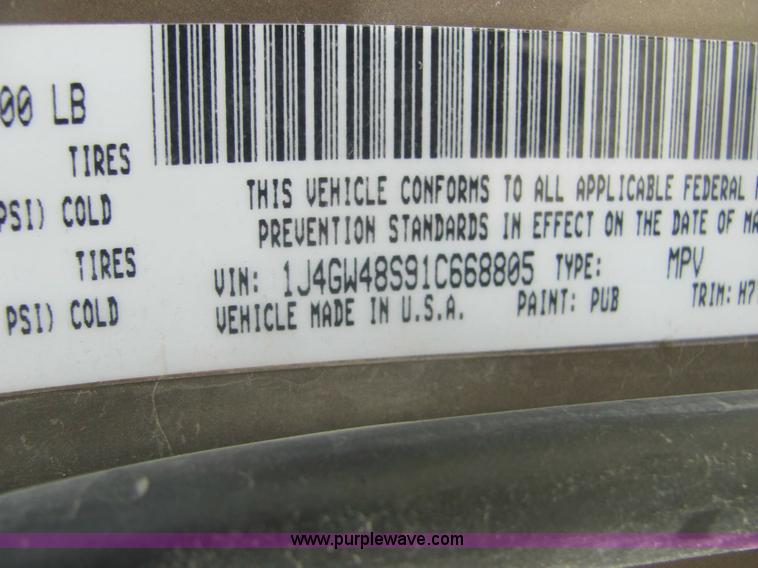 00 LB
TIRES
PSI) COLD
TIRES
PSI) COLD
THIS VEHICLE CONFORMS TO ALL APPLICABLE FEDERAL
PREVENTION STANDARDS IN EFFECT ON THE DATE OF MA
VIN: 1J4GW48S91C668805 TYPE: MPV
VEHICLE MADE IN U.S.A. PAINT: PUB TRIM: H7
www.purplewave.com